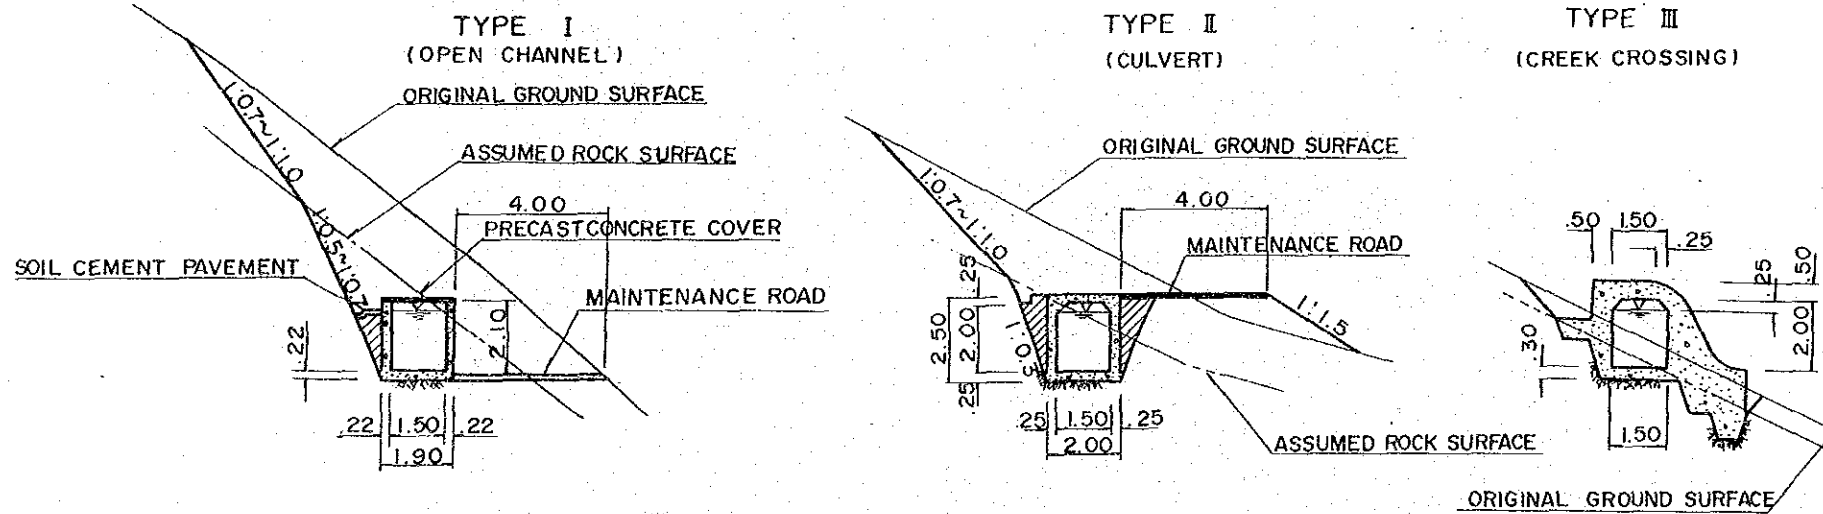 TYPE I
(OPEN CHANNEL)
ORIGINAL GROUND SURFACE
1:0.7~1:1.0
ASSUMED ROCK SURFACE
4.00
PRECAST CONCRETE COVER
1:0.5~1:0.7
SOIL CEMENT PAVEMENT
MAINTENANCE ROAD
2.10
.22
.22
1.50
.22
1.90
TYPE II
(CULVERT)
ORIGINAL GROUND SURFACE
1:0.7~1:1.0
4.00
MAINTENANCE ROAD
.25
2.50
2.00
.25
1:0.3
1:1.5
.25
1.50
.25
2.00
ASSUMED ROCK SURFACE
TYPE III
(CREEK CROSSING)
.50
1.50
.25
.25
.50
2.00
.30
1.50
ORIGINAL GROUND SURFACE